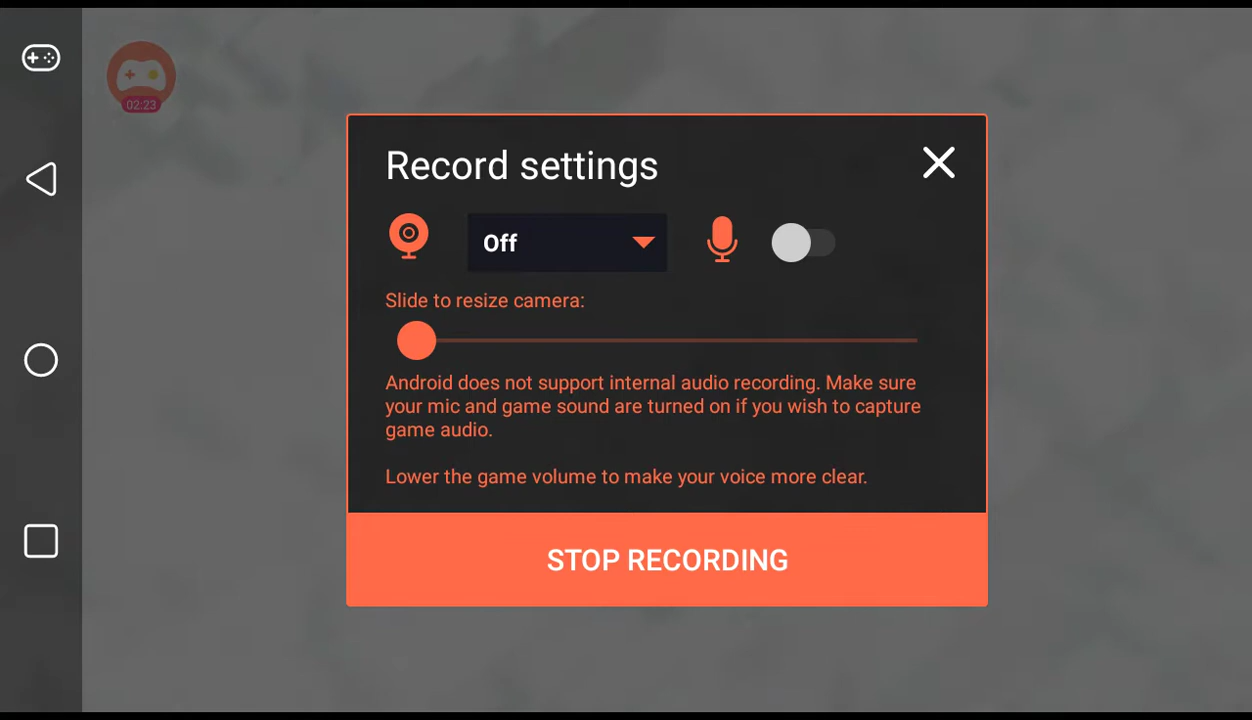 02:23
Record settings
Off
Slide to resize camera:
Android does not support internal audio recording. Make sure
your mic and game sound are turned on if you wish to capture
game audio.
Lower the game volume to make your voice more clear.
STOP RECORDING